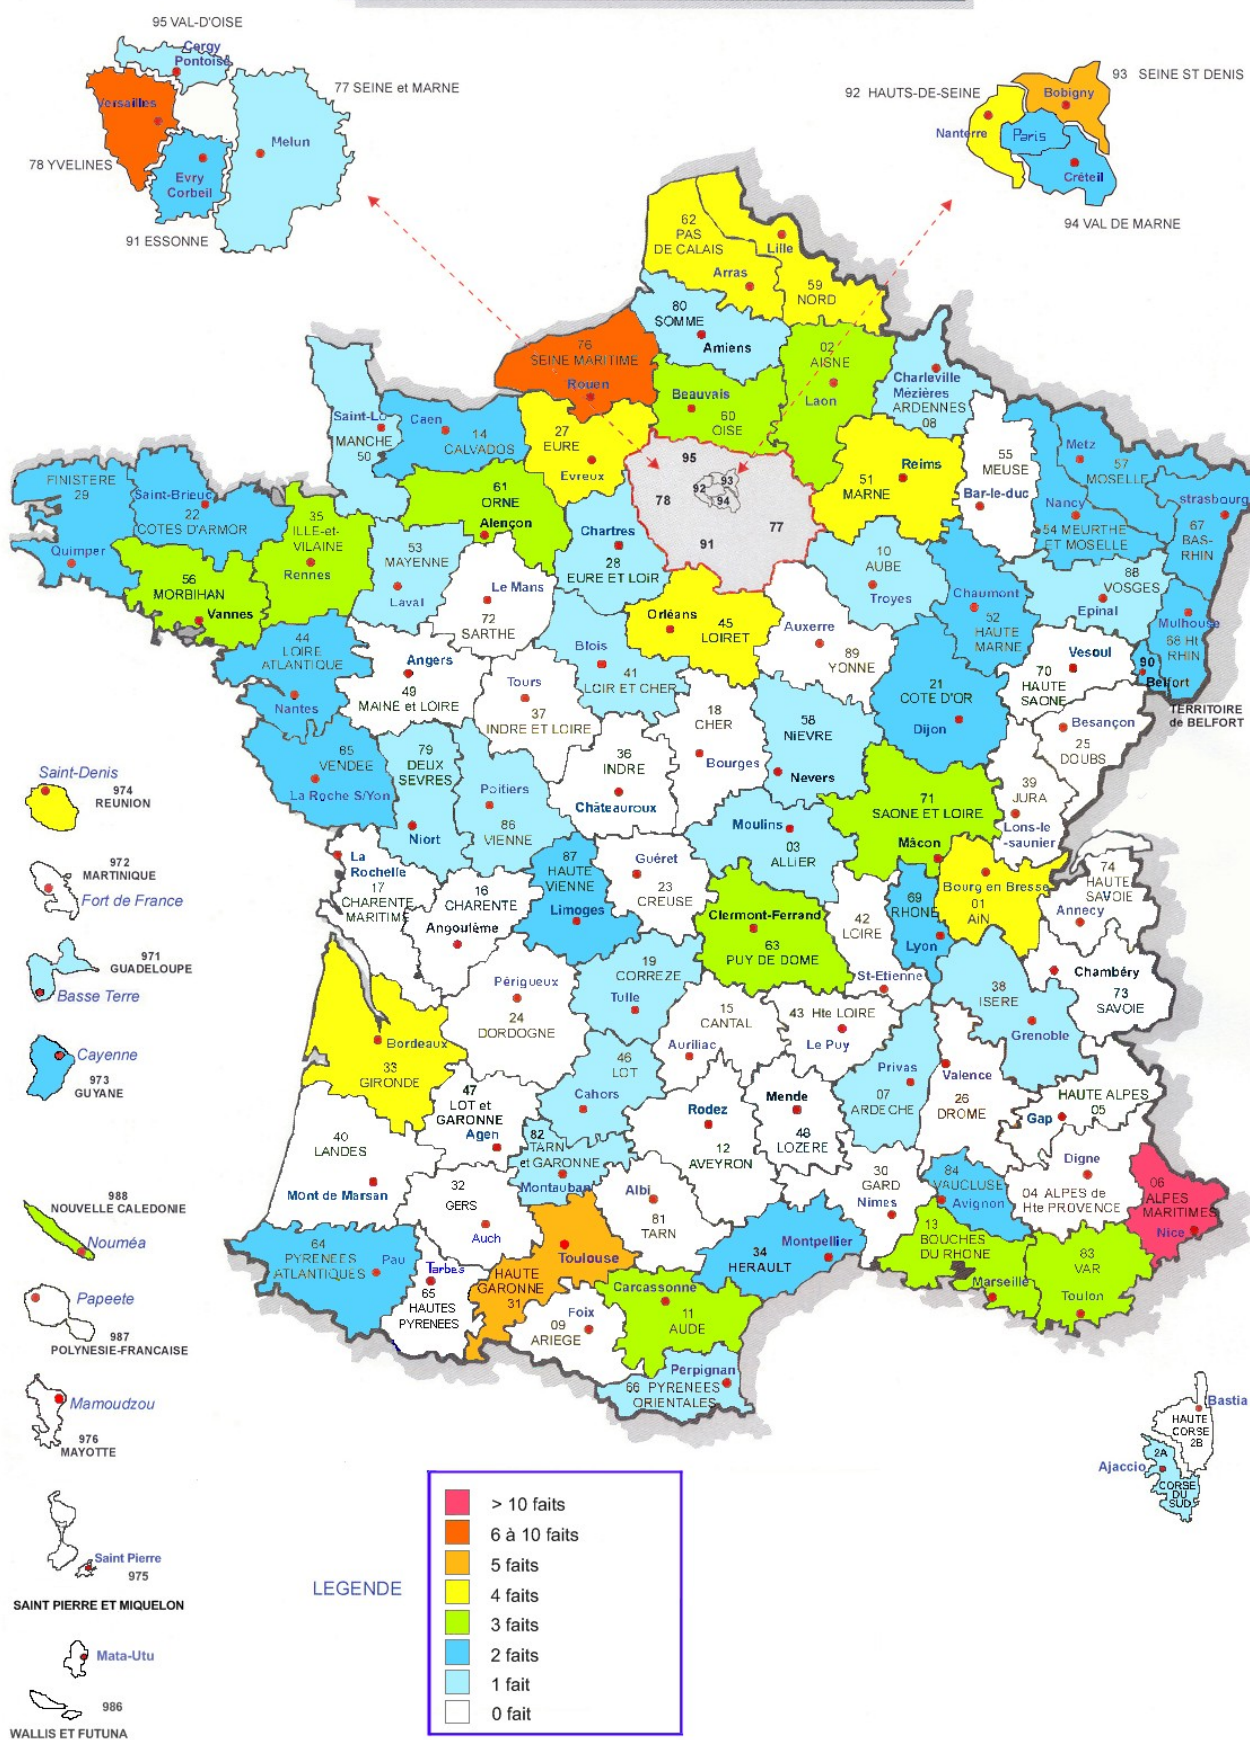 95 VAL-D'OISE
Cergy
Pontoise
77 SEINE et MARNE
Versailles
Melun
78 YVELINES
Evry
Corbeil
91 ESSONNE
93 SEINE ST DENIS
92 HAUTS-DE-SEINE
Bobigny
Nanterre
Paris
Créteil
94 VAL DE MARNE
62
PAS
DE CALAIS
Lille
Arras
59
NORD
80
SOMME
Amiens
76
SEINE MARITIME
Rouen
02
AISNE
Laon
Beauvais
60
OISE
Charleville
Mézières
ARDENNES
08
Saint-Lo
MANCHE
50
Caen
14
CALVADOS
27
EURE
Evreux
95
93
92
94
78
77
91
51
MARNE
Reims
55
MEUSE
Bar-le-duc
Metz
57
MOSELLE
Nancy
54 MEURTHE
ET MOSELLE
strasbourg
67
BAS-
RHIN
FINISTERE
29
Saint-Brieuc
22
COTES D'ARMOR
Quimper
35
ILLE-et-
VILAINE
Rennes
56
MORBIHAN
Vannes
61
ORNE
Alençon
53
MAYENNE
Laval
Le Mans
72
SARTHE
Chartres
28
EURE ET LOIR
10
AUBE
Troyes
Chaumont
52
HAUTE
MARNE
88
VOSGES
Epinal
Mulhouse
68 Ht
RHIN
90
Belfort
TERRITOIRE
de BELFORT
44
LOIRE
ATLANTIQUE
Nantes
Angers
49
MAINE et LOIRE
Blois
41
LOIR ET CHER
Orléans
45
LOIRET
Auxerre
89
YONNE
Vesoul
70
HAUTE
SAONE
Tours
37
INDRE ET LOIRE
18
CHER
Bourges
58
NIEVRE
Nevers
21
COTE D'OR
Dijon
Besançon
25
DOUBS
65
VENDEE
La Roche S/Yon
79
DEUX
SEVRES
Niort
Poitiers
86
VIENNE
36
INDRE
Châteauroux
Moulins
03
ALLIER
71
SAONE ET LOIRE
Mâcon
39
JURA
Lons-le
-saunier
Saint-Denis
974
REUNION
972
MARTINIQUE
Fort de France
971
GUADELOUPE
Basse Terre
Cayenne
973
GUYANE
La
Rochelle
17
CHARENTE
MARITIME
16
CHARENTE
Angoulème
87
HAUTE
VIENNE
Limoges
Guéret
23
CREUSE
Clermont-Ferrand
63
PUY DE DOME
42
LOIRE
St-Etienne
69
RHONE
Lyon
Bourg en Bresse
01
AIN
74
HAUTE
SAVOIE
Annecy
Chambéry
73
SAVOIE
Périgueux
24
DORDOGNE
19
CORREZE
Tulle
15
CANTAL
Auriliac
43 Hte LOIRE
Le Puy
38
ISERE
Grenoble
Bordeaux
33
GIRONDE
47
LOT et
GARONNE
Agen
46
LOT
Cahors
Rodez
12
AVEYRON
Mende
48
LOZERE
Privas
07
ARDECHE
Valence
26
DROME
HAUTE ALPES
05
Gap
40
LANDES
Mont de Marsan
82
TARN
et GARONNE
Montauban
32
GERS
Auch
Albi
81
TARN
30
GARD
Nimes
84
VAUCLUSE
Avignon
Digne
04 ALPES de
Hte PROVENCE
06
ALPES
MARITIMES
Nice
64
PYRENEES
ATLANTIQUES
Pau
Tarbes
65
HAUTES
PYRENEES
HAUTE
GARONNE
31
Toulouse
Foix
09
ARIEGE
Carcassonne
11
AUDE
34
HERAULT
Montpellier
13
BOUCHES
DU RHONE
Marseille
83
VAR
Toulon
Perpignan
66 PYRENEES
ORIENTALES
988
NOUVELLE CALEDONIE
Nouméa
Papeete
987
POLYNESIE-FRANCAISE
Mamoudzou
976
MAYOTTE
Saint Pierre
975
SAINT PIERRE ET MIQUELON
Mata-Utu
986
WALLIS ET FUTUNA
Bastia
HAUTE
CORSE
2B
Ajaccio
2A
CORSE
DU
SUD
LEGENDE
> 10 faits
6 à 10 faits
5 faits
4 faits
3 faits
2 faits
1 fait
0 fait